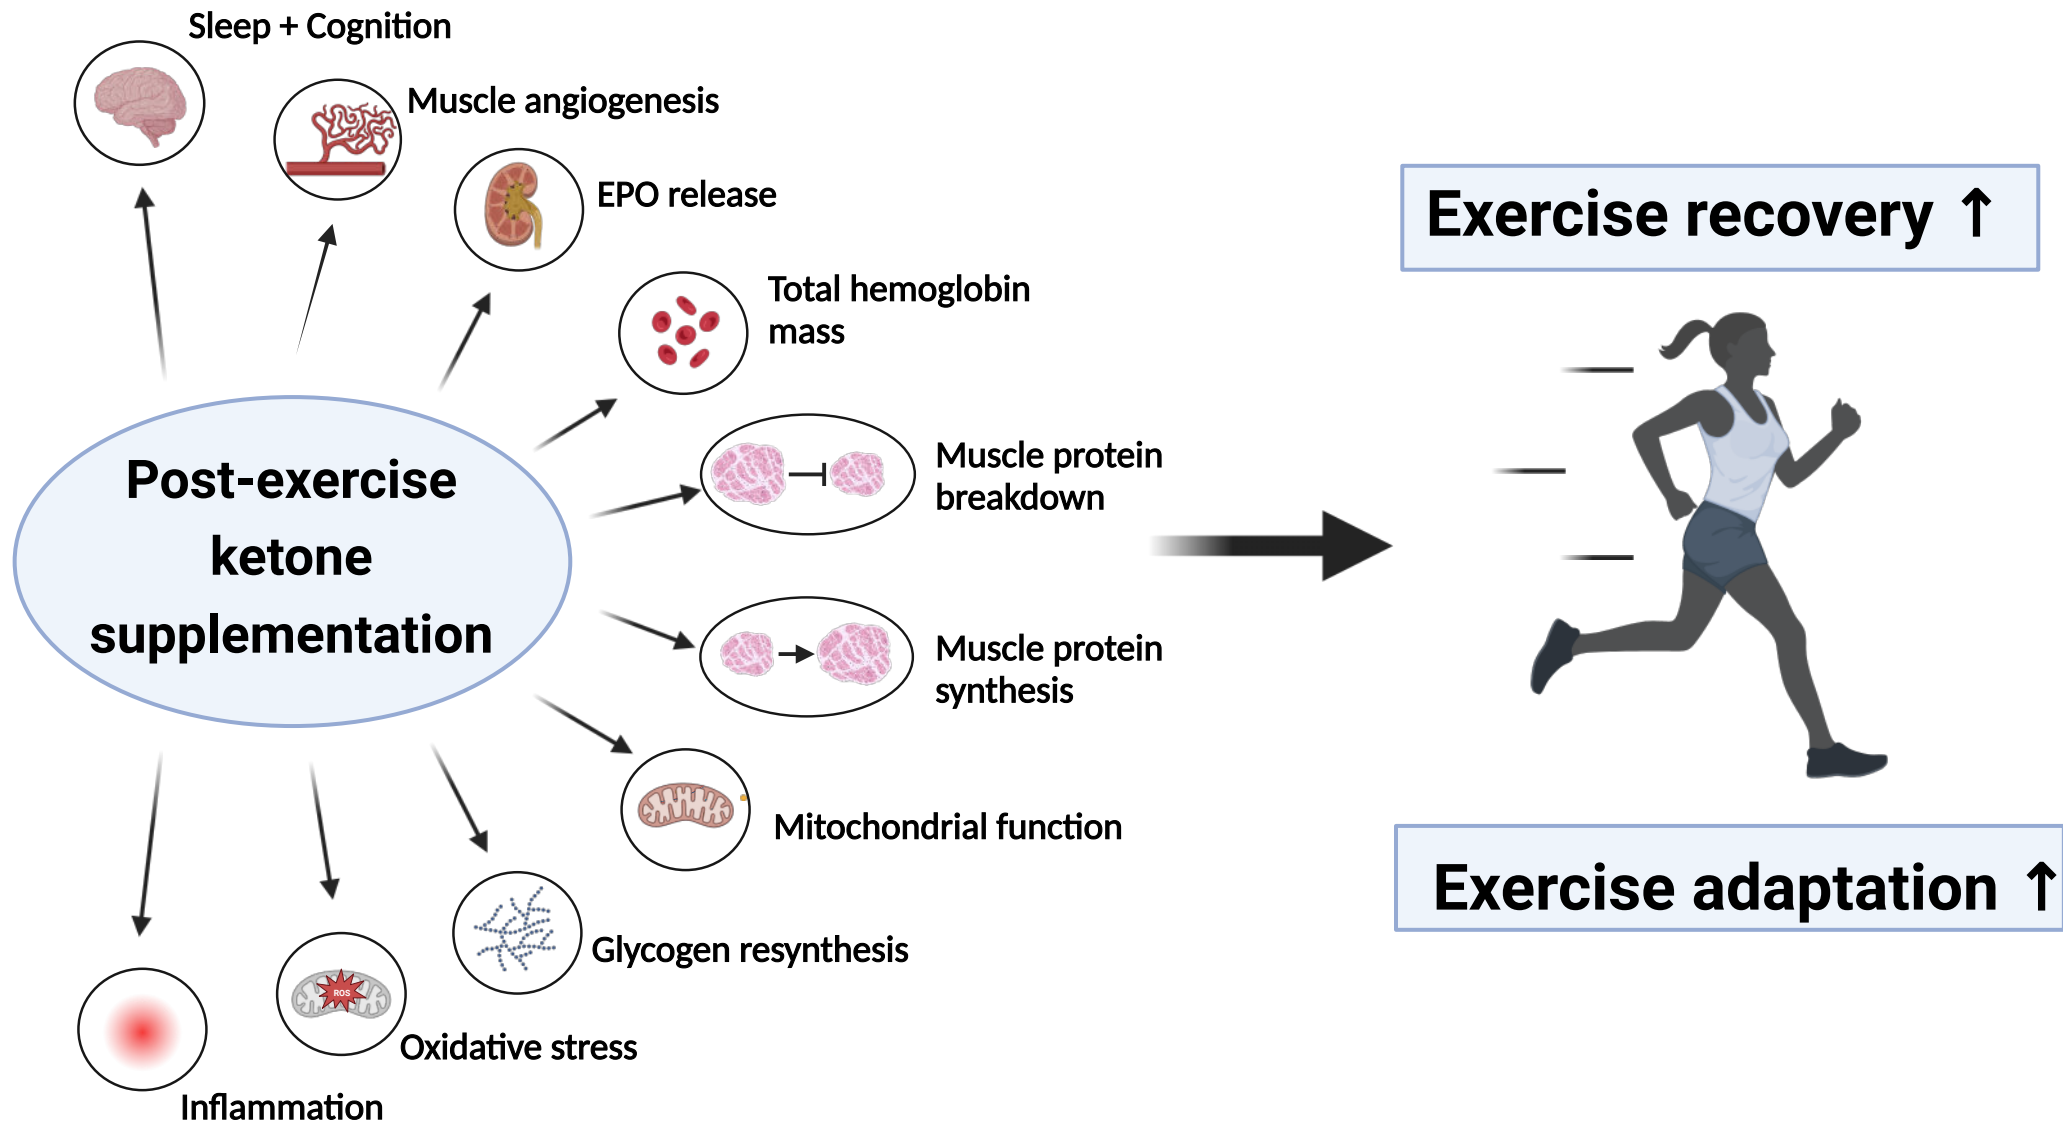 Sleep + Cognition
Muscle angiogenesis
EPO release
Total hemoglobin
mass
Muscle protein
breakdown
Muscle protein
synthesis
Mitochondrial function
Glycogen resynthesis
ROS
Oxidative stress
Inflammation
Post-exercise
ketone
supplementation
Exercise recovery ↑
Exercise adaptation ↑